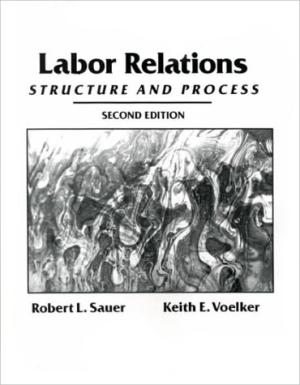 Labor Relations
STRUCTURE AND PROCESS
SECOND EDITION
Robert L. Sauer Keith E. Voelker